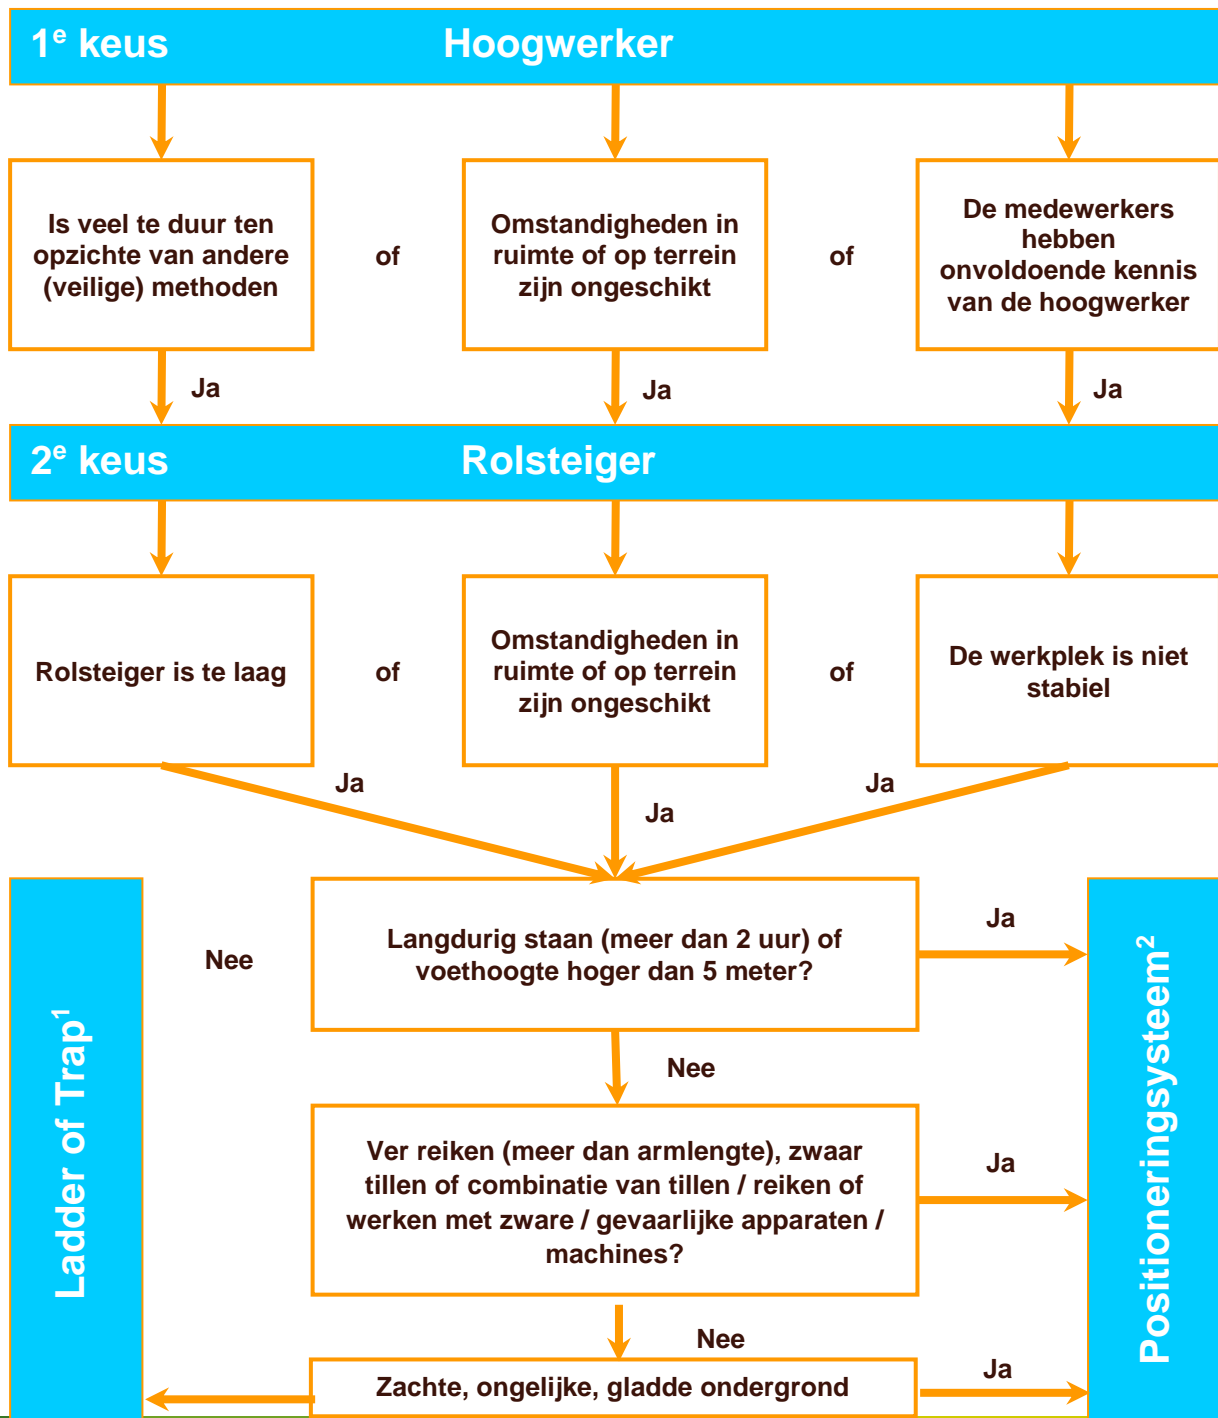 1e keus Hoogwerker
Is veel te duur ten
opzichte van andere
(veilige) methoden
of
Omstandigheden in
ruimte of op terrein
zijn ongeschikt
of
De medewerkers
hebben
onvoldoende kennis
van de hoogwerker
Ja
Ja
Ja
2e keus Rolsteiger
Rolsteiger is te laag
of
Omstandigheden in
ruimte of op terrein
zijn ongeschikt
of
De werkplek is niet
stabiel
Ja
Ja
Ja
Ladder of Trap1
Nee
Langdurig staan (meer dan 2 uur) of
voethoogte hoger dan 5 meter?
Ja
Positioneringsysteem2
Nee
Ver reiken (meer dan armlengte), zwaar
tillen of combinatie van tillen / reiken of
werken met zware / gevaarlijke apparaten /
machines?
Ja
Nee
Zachte, ongelijke, gladde ondergrond
Ja